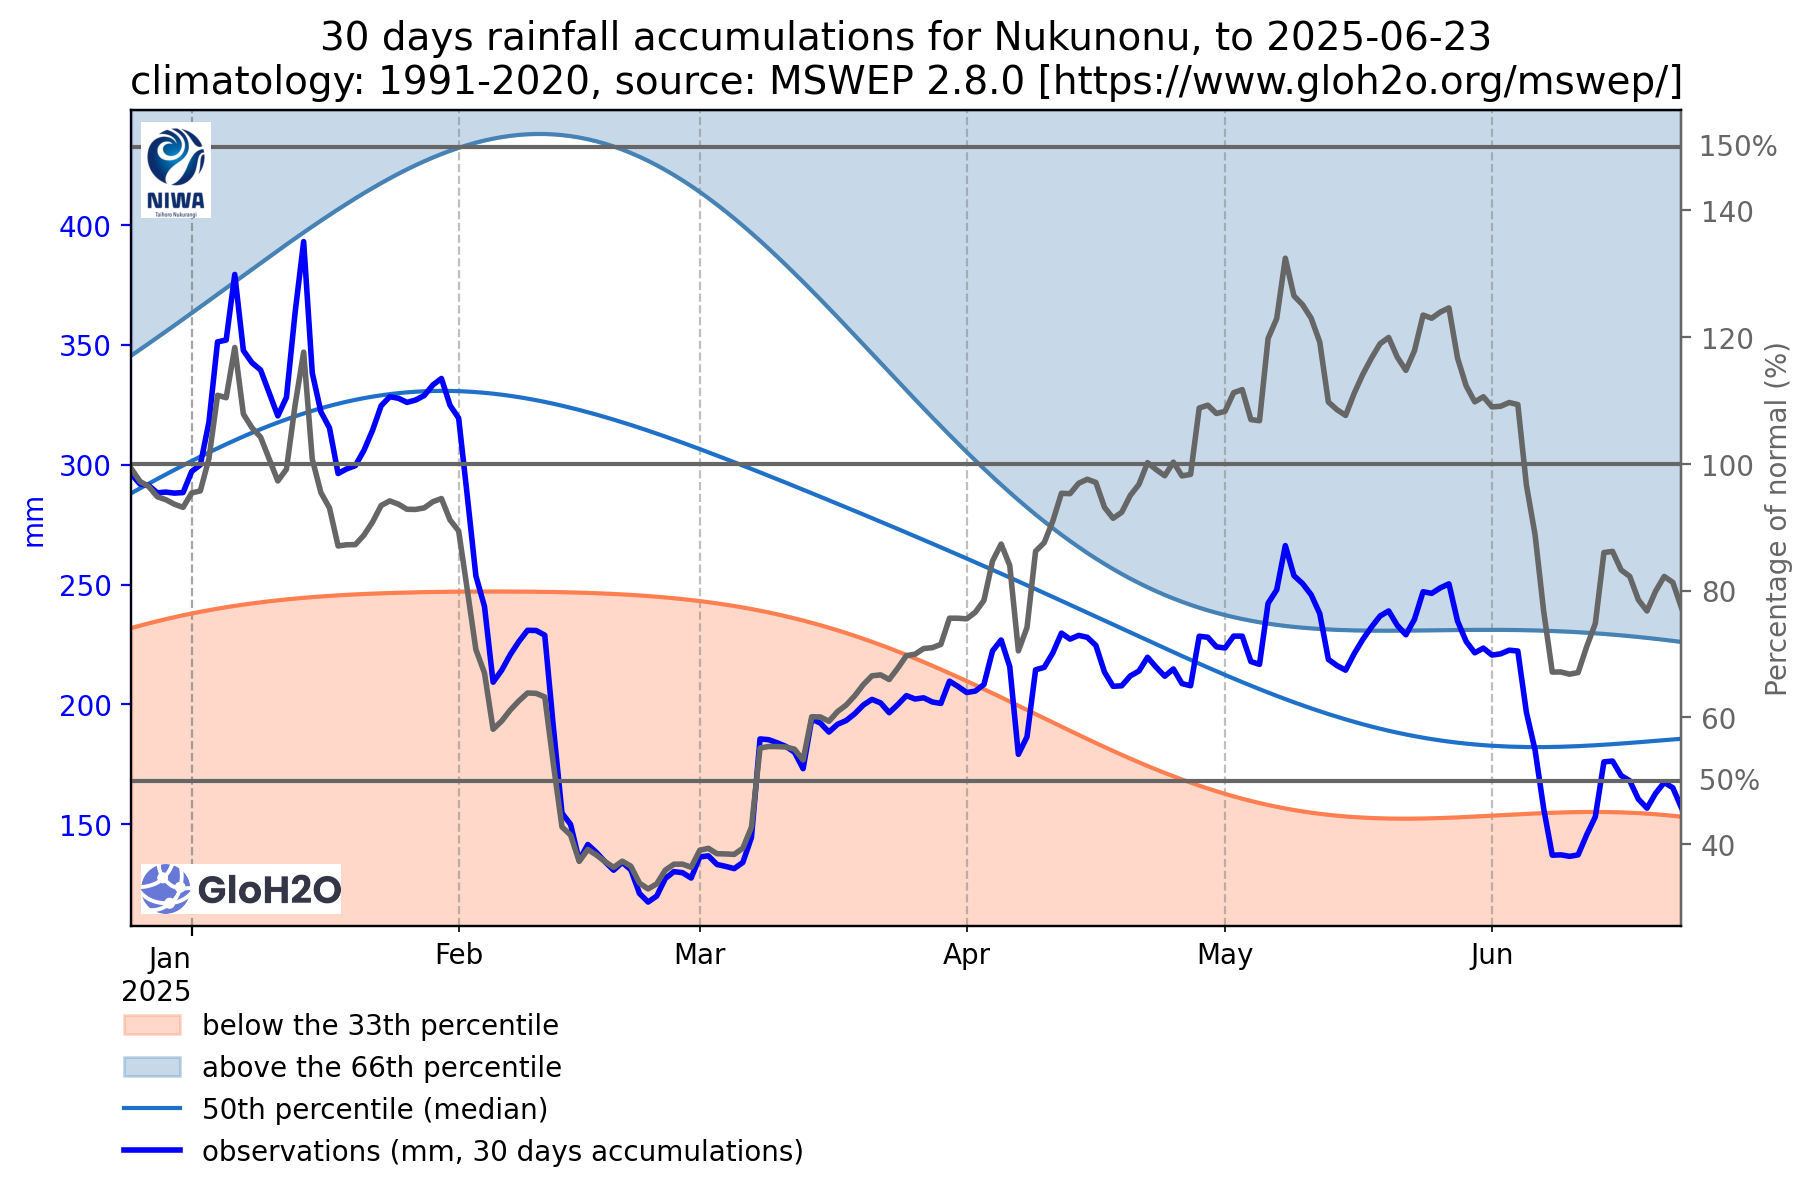 30 days rainfall accumulations for Nukunonu, to 2025-06-23
climatology: 1991-2020, source: MSWEP 2.8.0 [https://www.gloh2o.org/mswep/]
NIWA
Taihoro Nukurangi
400
350
300
250
200
150
mm
150%
140
120
100
80
60
50%
40
Percentage of normal (%)
GloH2O
Jan
2025
Feb
Mar
Apr
May
Jun
below the 33th percentile
above the 66th percentile
50th percentile (median)
observations (mm, 30 days accumulations)